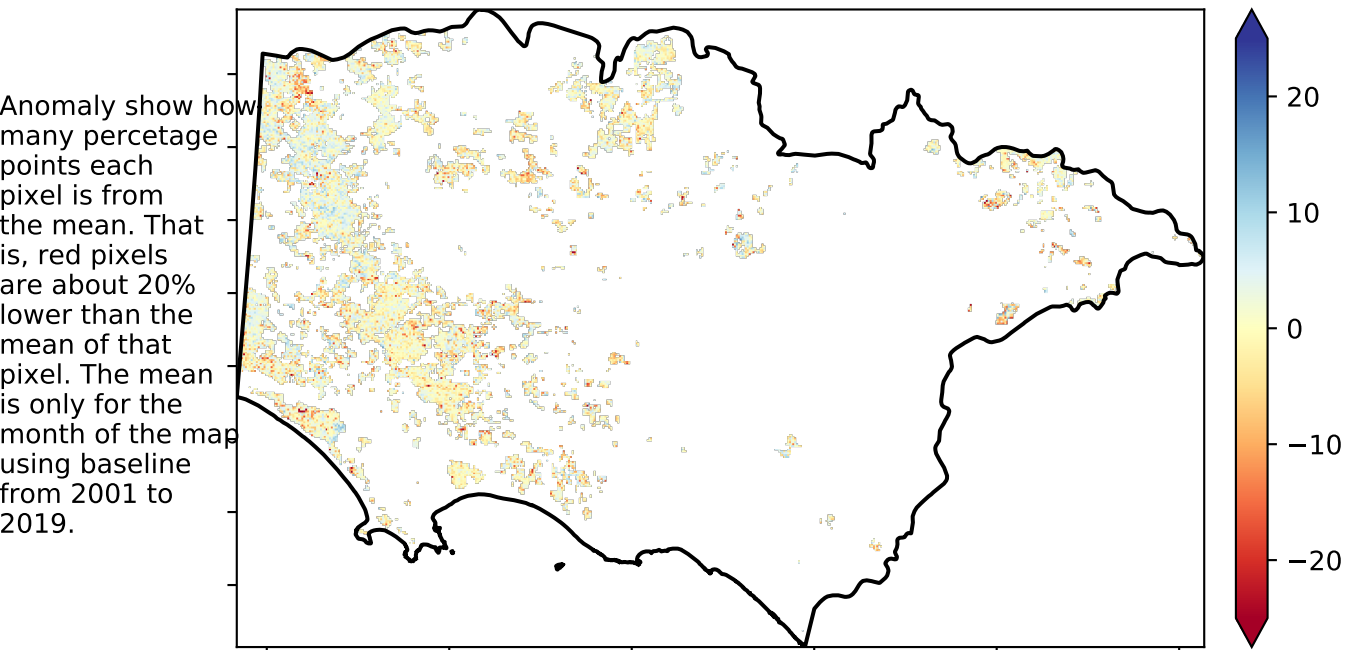 Anomaly show how
many percetage
points each
pixel is from
the mean. That
is, red pixels
are about 20%
lower than the
mean of that
pixel. The mean
is only for the
month of the map
using baseline
from 2001 to
2019.
20
10
0
−10
−20